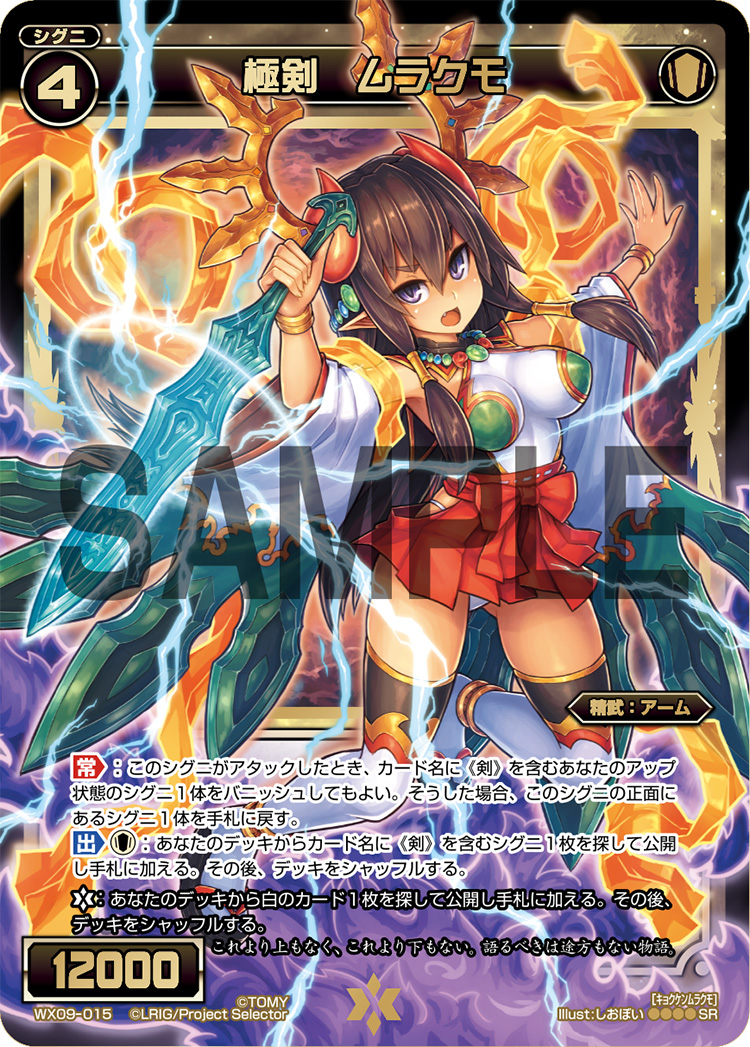 シグニ
4
極剣 ムラクモ
SAMPLE
精武：アーム
常：このシグニがアタックしたとき、カード名に《剣》を含むあなたのアップ
状態のシグニ１体をバニッシュしてもよい。そうした場合、このシグニの正面に
あるシグニ１体を手札に戻す。
出：あなたのデッキからカード名に《剣》を含むシグニ１枚を探して公開
し手札に加える。その後、デッキをシャッフルする。
：あなたのデッキから白のカード１枚を探して公開し手札に加える。その後、
デッキをシャッフルする。
これより上もなく、これより下もない。語るべきは途方もない物語。
12000
©TOMY
WX09-015 ©LRIG/Project Selector
[キョクケンムラクモ]
Illust:しおぼい SR